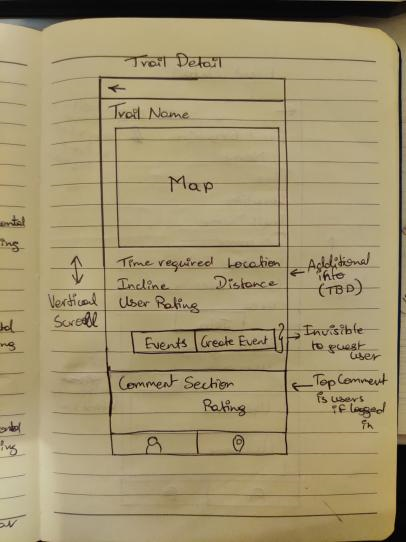 Trail Detail
←
Trail Name
Map
Time required Location
Incline Distance
User Rating
Events Create Event
Comment Section
Rating
Vertical
Scroll
← Additional
info
(TBD)
→ Invisible
to guest
user
← Top Comment
is users
if logged
in